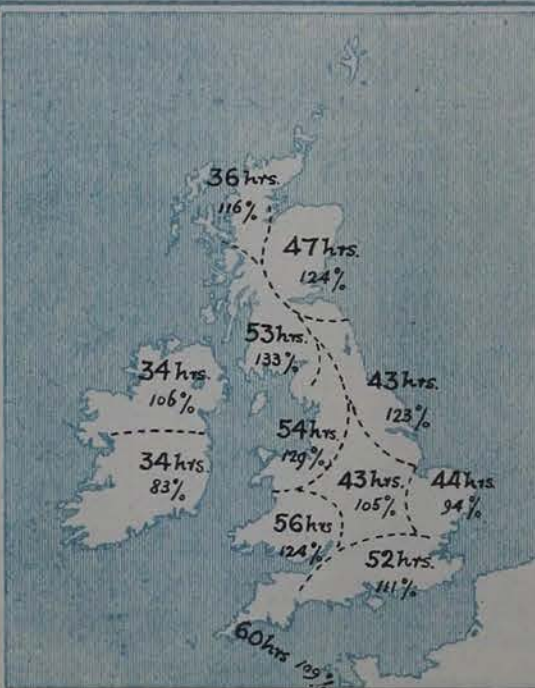 36 hrs.
116%
47 hrs.
124%
53 hrs.
133%
34 hrs.
106%
43 hrs.
123%
54 hrs.
129%
34 hrs.
83%
43 hrs.
105%
44 hrs.
94%
56 hrs
124%
52 hrs.
111%
60 hrs 109%